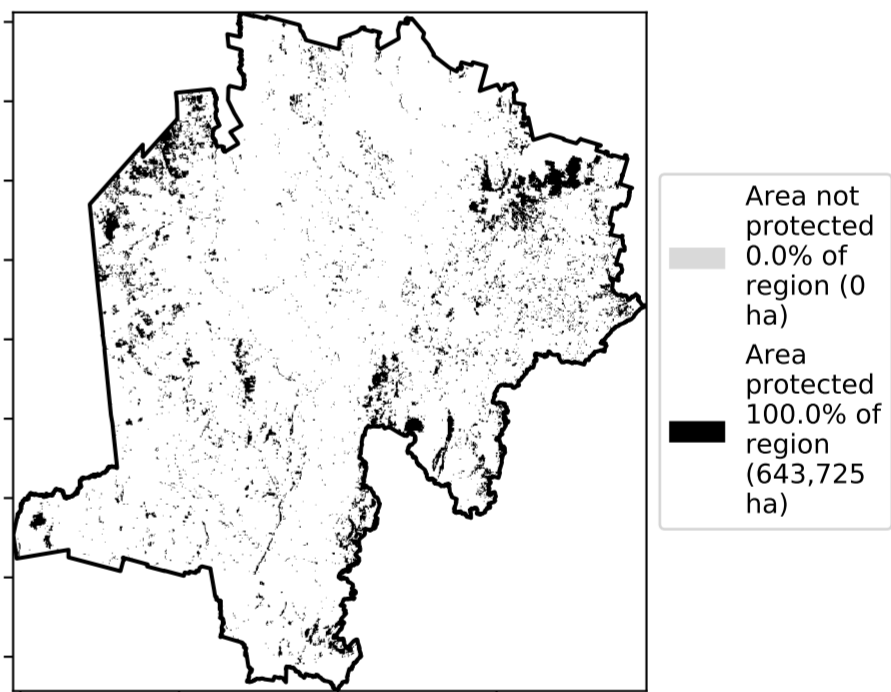 Area not
protected
0.0% of
region (0
ha)
Area
protected
100.0% of
region
(643,725
ha)